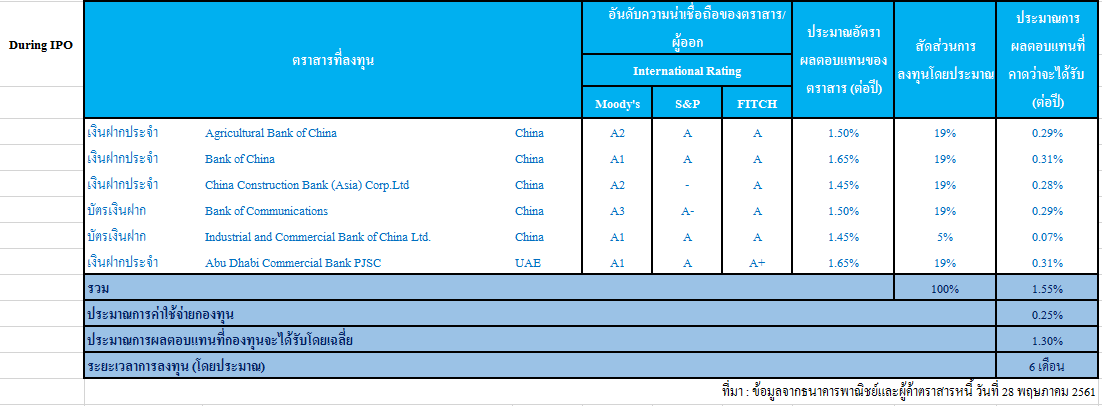 During IPO
ตราสารที่ลงทุน
อันดับความน่าเชื่อถือของตราสาร/
ผู้ออก
International Rating
Moody's S&P FITCH
ประมาณอัตรา
ผลตอบแทนของ
ตราสาร (ต่อปี)
สัดส่วนการ
ลงทุนโดยประมาณ
ประมาณการ
ผลตอบแทนที่
คาดว่าจะได้รับ
(ต่อปี)
เงินฝากประจำ Agricultural Bank of China China A2 A A 1.50% 19% 0.29%
เงินฝากประจำ Bank of China China A1 A A 1.65% 19% 0.31%
เงินฝากประจำ China Construction Bank (Asia) Corp.Ltd China A2 - A 1.45% 19% 0.28%
บัตรเงินฝาก Bank of Communications China A3 A- A 1.50% 19% 0.29%
บัตรเงินฝาก Industrial and Commercial Bank of China Ltd. China A1 A A 1.45% 5% 0.07%
เงินฝากประจำ Abu Dhabi Commercial Bank PJSC UAE A1 A A+ 1.65% 19% 0.31%
รวม 100% 1.55%
ประมาณการค่าใช้จ่ายกองทุน 0.25%
ประมาณการผลตอบแทนที่กองทุนจะได้รับโดยเฉลี่ย 1.30%
ระยะเวลาการลงทุน (โดยประมาณ) 6 เดือน
ที่มา : ข้อมูลจากธนาคารพาณิชย์และผู้ค้าตราสารหนี้ วันที่ 28 พฤษภาคม 2561